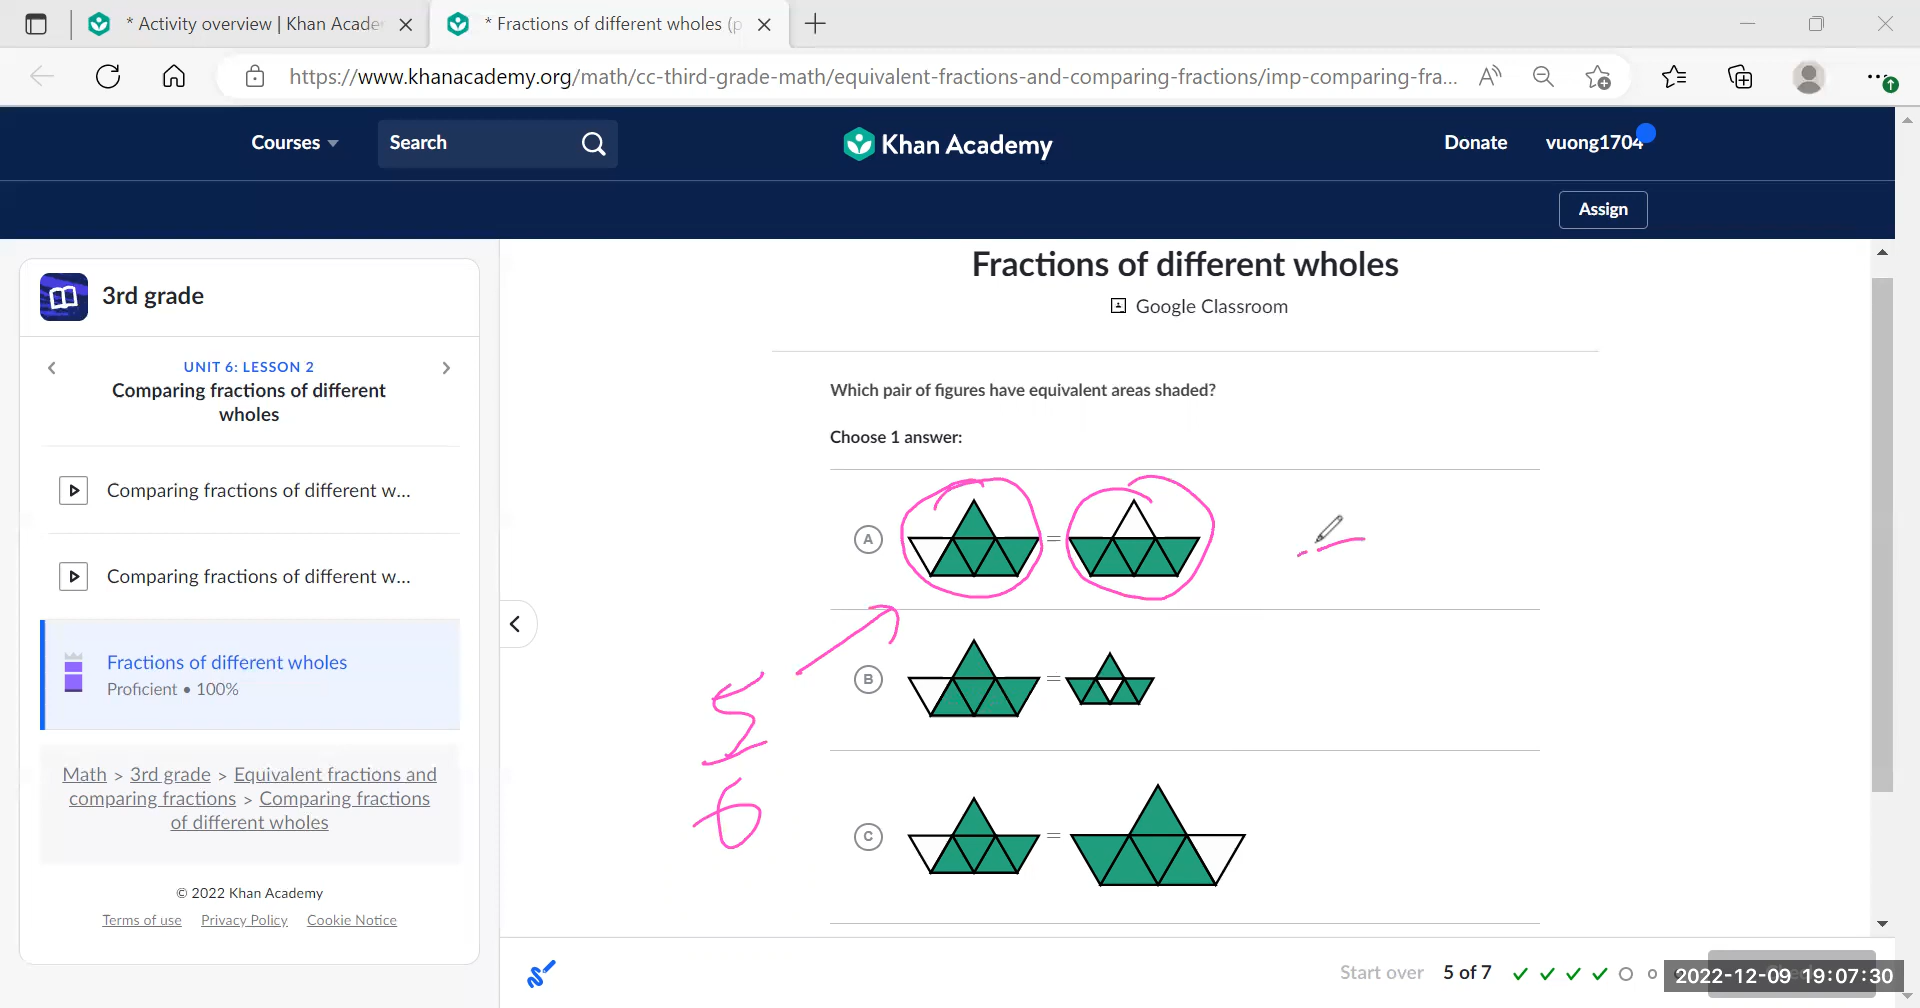 * Activity overview | Khan Acade
* Fractions of different wholes (p
https://www.khanacademy.org/math/cc-third-grade-math/equivalent-fractions-and-comparing-fractions/imp-comparing-fra...
Courses
Search
Khan Academy
Donate
vuong1704
Assign
3rd grade
UNIT 6: LESSON 2
Comparing fractions of different
wholes
Comparing fractions of different w...
Comparing fractions of different w...
Fractions of different wholes
Proficient • 100%
Math > 3rd grade > Equivalent fractions and
comparing fractions > Comparing fractions
of different wholes
© 2022 Khan Academy
Terms of use Privacy Policy Cookie Notice
Fractions of different wholes
Google Classroom
Which pair of figures have equivalent areas shaded?
Choose 1 answer:
A =
B =
C =
5
6
Start over 5 of 7
2022-12-09 19:07:30